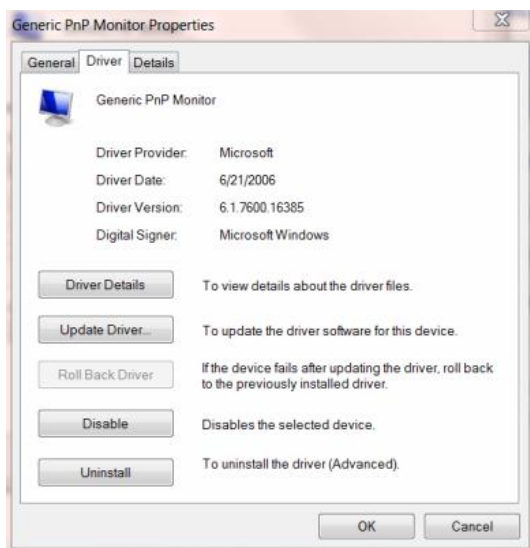 Generic PnP Monitor Properties
General Driver Details
Generic PnP Monitor
Driver Provider: Microsoft
Driver Date: 6/21/2006
Driver Version: 6.1.7600.16385
Digital Signer: Microsoft Windows
Driver Details To view details about the driver files.
Update Driver... To update the driver software for this device.
Roll Back Driver If the device fails after updating the driver, roll back
to the previously installed driver.
Disable Disables the selected device.
Uninstall To uninstall the driver (Advanced).
OK Cancel